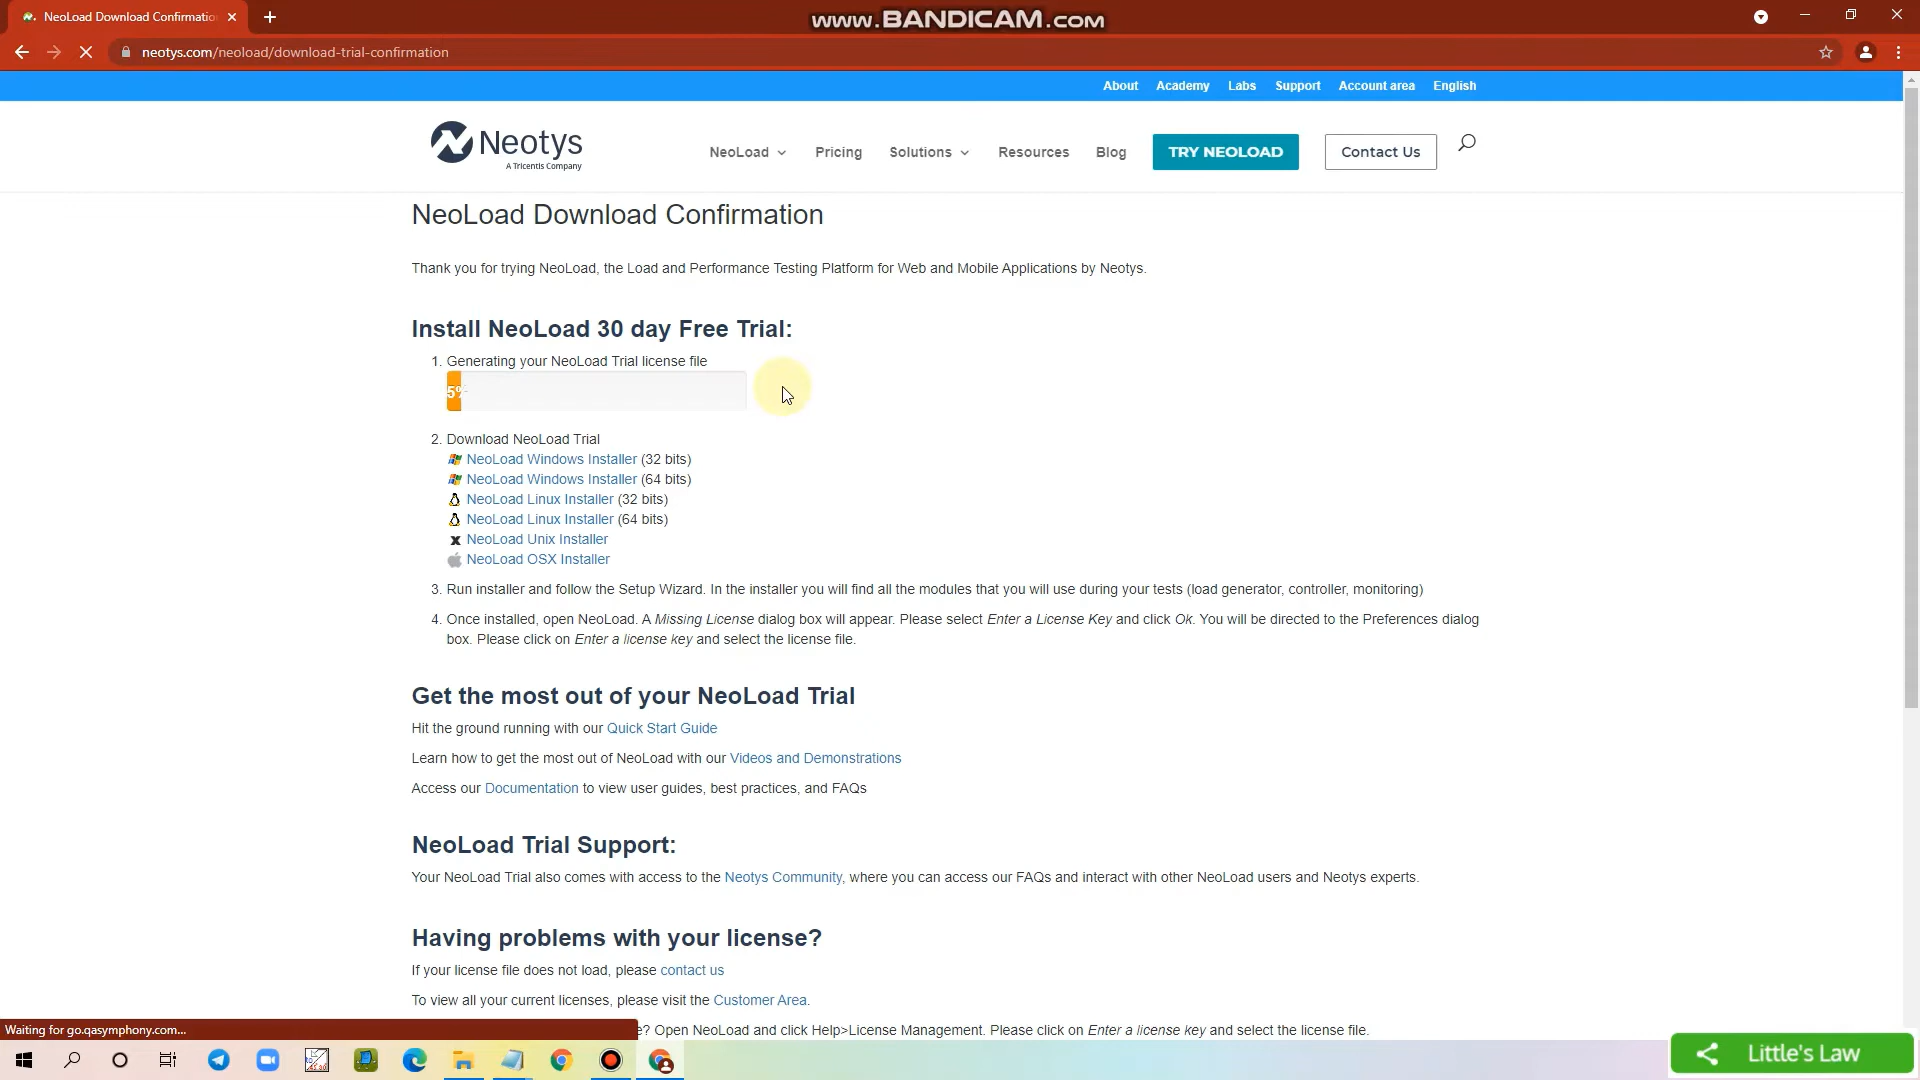 NeoLoad Download Confirmatio
www.BANDICAM.com
neotys.com/neoload/download-trial-confirmation
About Academy Labs Support Account area English
Neotys
A Tricentis Company
NeoLoad Pricing Solutions Resources Blog TRY NEOLOAD Contact Us
NeoLoad Download Confirmation
Thank you for trying NeoLoad, the Load and Performance Testing Platform for Web and Mobile Applications by Neotys.
Install NeoLoad 30 day Free Trial:
1. Generating your NeoLoad Trial license file
5%
2. Download NeoLoad Trial
NeoLoad Windows Installer (32 bits)
NeoLoad Windows Installer (64 bits)
NeoLoad Linux Installer (32 bits)
NeoLoad Linux Installer (64 bits)
NeoLoad Unix Installer
NeoLoad OSX Installer
3. Run installer and follow the Setup Wizard. In the installer you will find all the modules that you will use during your tests (load generator, controller, monitoring)
4. Once installed, open NeoLoad. A Missing License dialog box will appear. Please select Enter a License Key and click Ok. You will be directed to the Preferences dialog
box. Please click on Enter a license key and select the license file.
Get the most out of your NeoLoad Trial
Hit the ground running with our Quick Start Guide
Learn how to get the most out of NeoLoad with our Videos and Demonstrations
Access our Documentation to view user guides, best practices, and FAQs
NeoLoad Trial Support:
Your NeoLoad Trial also comes with access to the Neotys Community, where you can access our FAQs and interact with other NeoLoad users and Neotys experts.
Having problems with your license?
If your license file does not load, please contact us
To view all your current licenses, please visit the Customer Area.
e? Open NeoLoad and click Help>License Management. Please click on Enter a license key and select the license file.
Waiting for go.qasymphony.com...
Little's Law